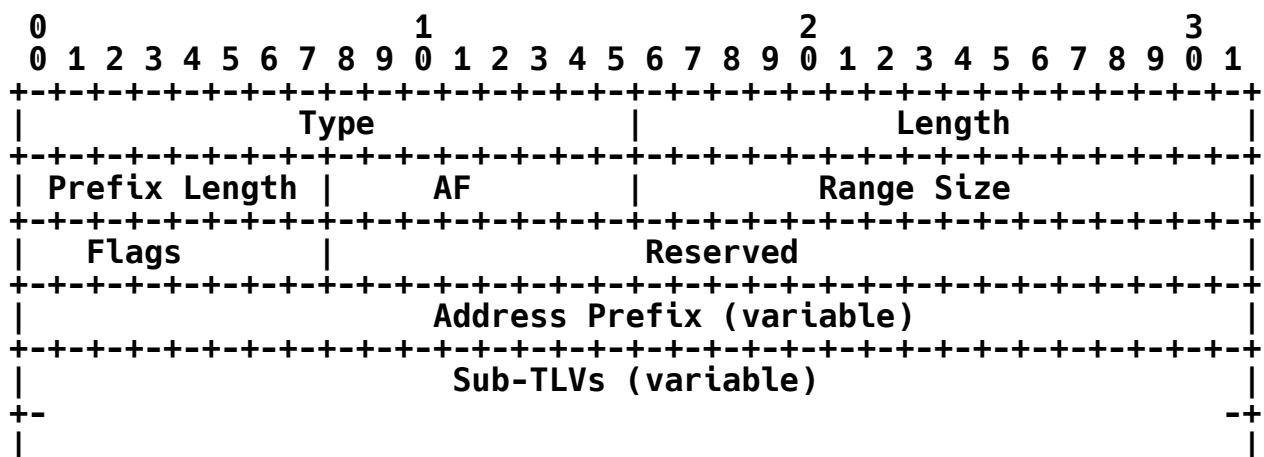 0                   1                   2                   3
 0 1 2 3 4 5 6 7 8 9 0 1 2 3 4 5 6 7 8 9 0 1 2 3 4 5 6 7 8 9 0 1
+-+-+-+-+-+-+-+-+-+-+-+-+-+-+-+-+-+-+-+-+-+-+-+-+-+-+-+-+-+-+-+-+
|              Type             |             Length            |
+-+-+-+-+-+-+-+-+-+-+-+-+-+-+-+-+-+-+-+-+-+-+-+-+-+-+-+-+-+-+-+-+
| Prefix Length |     AF        |         Range Size            |
+-+-+-+-+-+-+-+-+-+-+-+-+-+-+-+-+-+-+-+-+-+-+-+-+-+-+-+-+-+-+-+-+
|   Flags       |                Reserved                       |
+-+-+-+-+-+-+-+-+-+-+-+-+-+-+-+-+-+-+-+-+-+-+-+-+-+-+-+-+-+-+-+-+
|                     Address Prefix (variable)                 |
+-+-+-+-+-+-+-+-+-+-+-+-+-+-+-+-+-+-+-+-+-+-+-+-+-+-+-+-+-+-+-+-+
|                      Sub-TLVs (variable)                      |
+-                                                             -+
|                                                               |